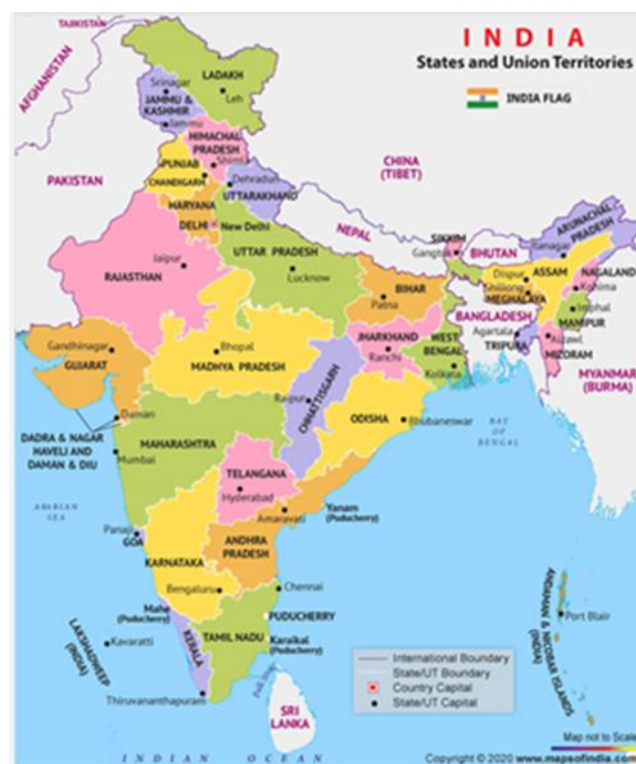 INDIA
States and Union Territories
INDIA FLAG
TAJIKISTAN
AFGHANISTAN
PAKISTAN
CHINA
(TIBET)
NEPAL
BHUTAN
BANGLADESH
MYANMAR
(BURMA)
SRI
LANKA
LADAKH
Leh
Srinagar
JAMMU &
KASHMIR
Jammu
HIMACHAL
PRADESH
Shimla
PUNJAB
CHANDIGARH
Dehradun
UTTARAKHAND
HARYANA
DELHI
New Delhi
UTTAR PRADESH
Lucknow
Jaipur
RAJASTHAN
SIKKIM
Gangtok
ARUNACHAL
PRADESH
Itanagar
Dispur
ASSAM
NAGALAND
Kohima
Shillong
MEGHALAYA
Imphal
MANIPUR
Agartala
TRIPURA
Aizawl
MIZORAM
BIHAR
Patna
JHARKHAND
Ranchi
WEST
BENGAL
Kolkata
Gandhinagar
GUJARAT
Bhopal
MADHYA PRADESH
Raipur
CHHATTISGARH
ODISHA
Bhubaneswar
BAY
OF
BENGAL
Daman
DADRA & NAGAR
HAVELI AND
DAMAN & DIU
MAHARASHTRA
Mumbai
TELANGANA
Hyderabad
ARABIAN
SEA
Amaravati
Yanam
(Puducherry)
Panaji
GOA
ANDHRA
PRADESH
KARNATAKA
Bengaluru
Chennai
Mahe
(Puducherry)
PUDUCHERRY
TAMIL NADU
Karaikal
(Puducherry)
KERALA
LAKSHADWEEP
(INDIA)
Kavaratti
Thiruvananthapuram
ANDAMAN & NICOBAR ISLANDS
(INDIA)
Port Blair
International Boundary
State/UT Boundary
Country Capital
State/UT Capital
Map not to Scale
INDIAN OCEAN
Copyright © 2020 www.mapsofindia.com